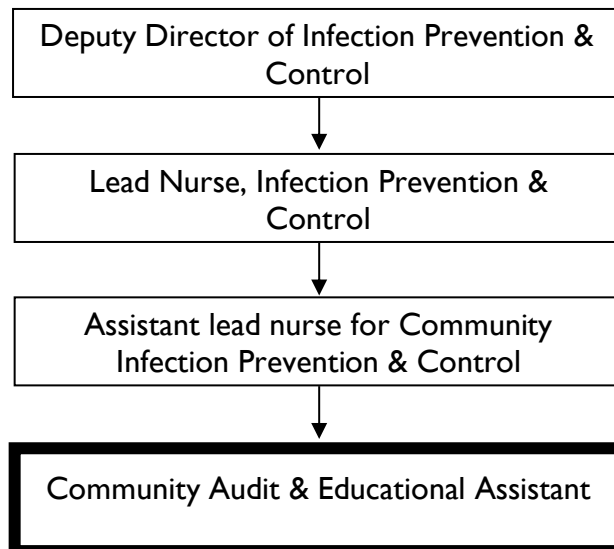 Deputy Director of Infection Prevention &
Control
Lead Nurse, Infection Prevention &
Control
Assistant lead nurse for Community
Infection Prevention & Control
Community Audit & Educational Assistant